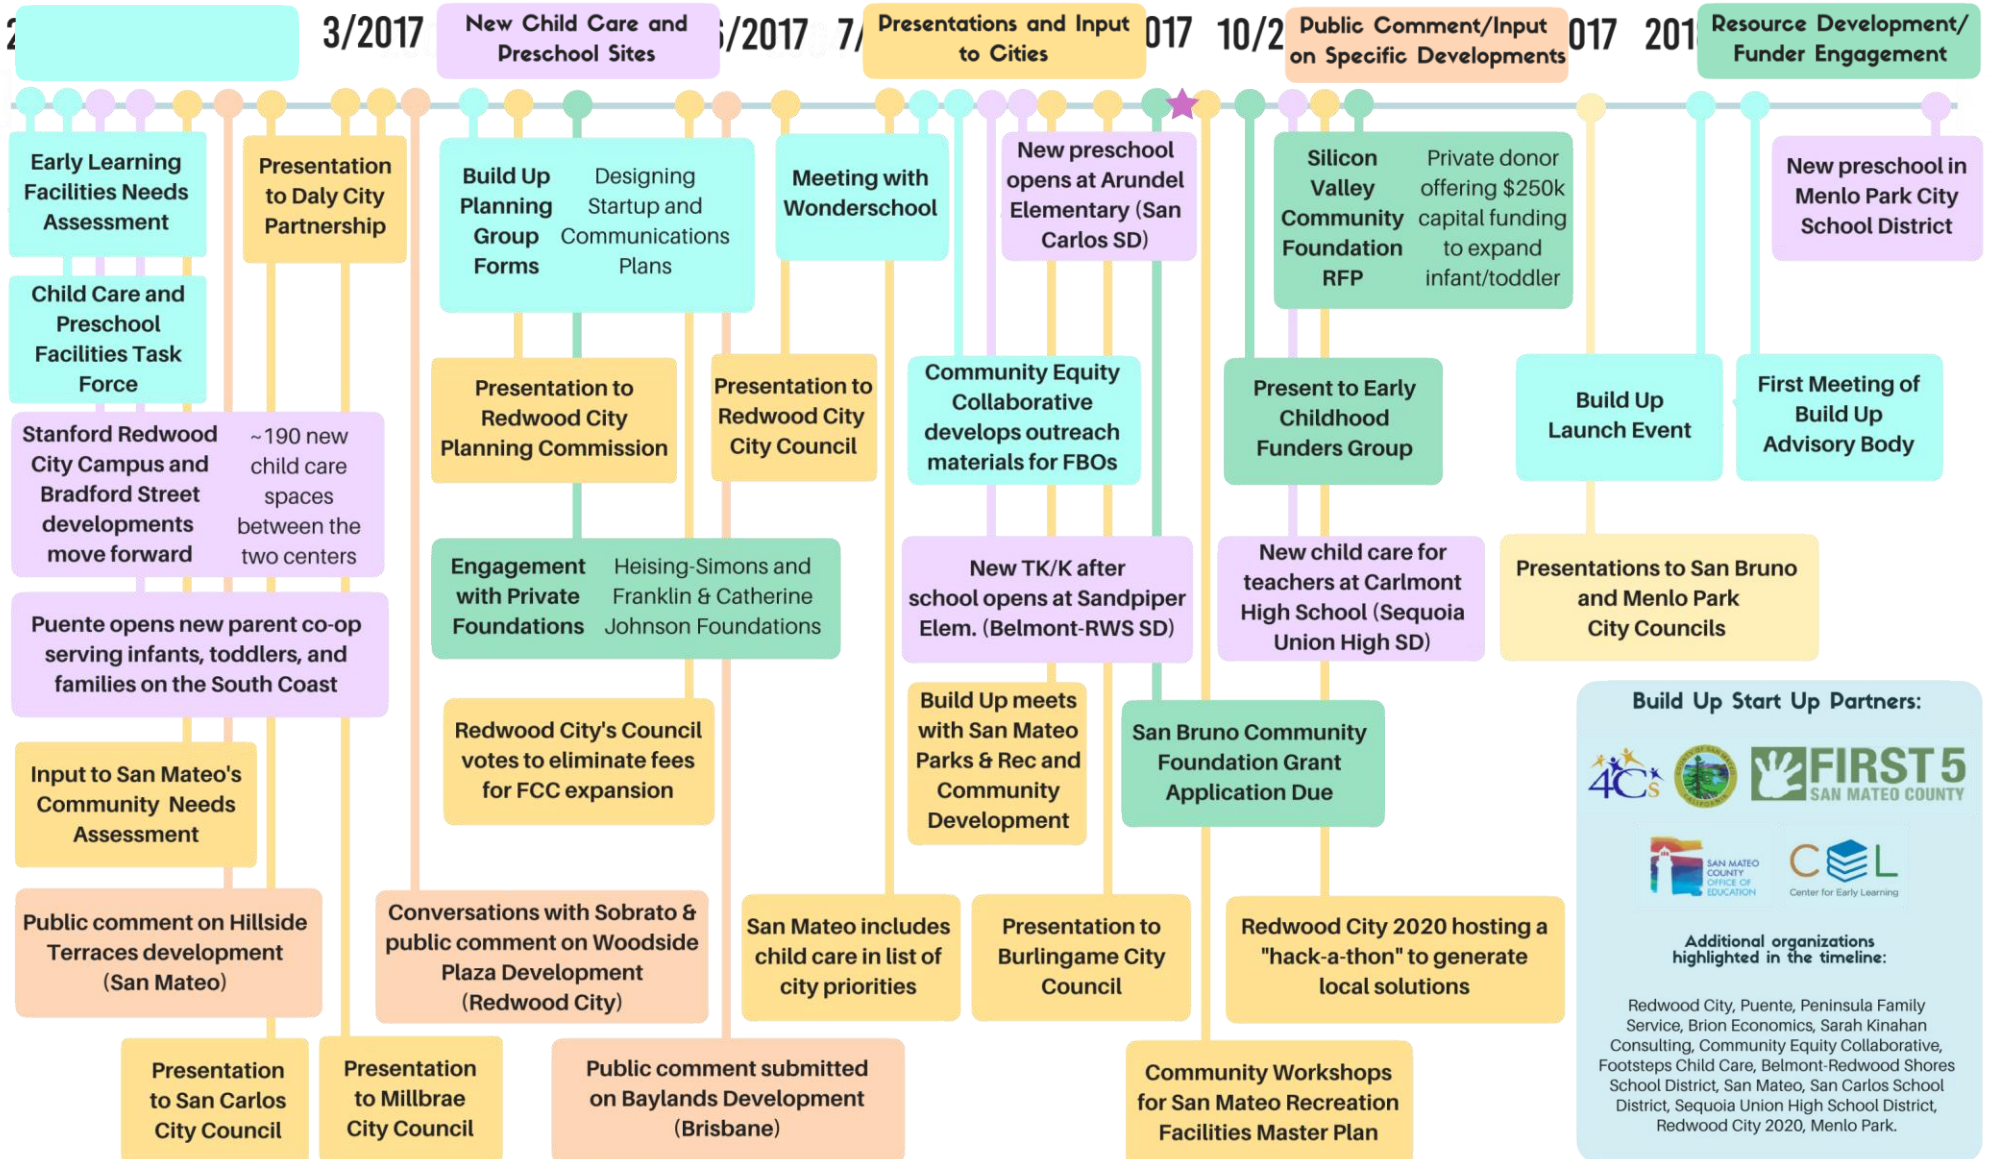 3/2017
New Child Care and
Preschool Sites
6/2017
7/
Presentations and Input
to Cities
017
10/2
Public Comment/Input
on Specific Developments
017
201
Resource Development/
Funder Engagement
Early Learning
Facilities Needs
Assessment
Presentation
to Daly City
Partnership
Build Up
Planning
Group
Forms
Designing
Startup and
Communications
Plans
Meeting with
Wonderschool
New preschool
opens at Arundel
Elementary (San
Carlos SD)
Silicon
Valley
Community
Foundation
RFP
Private donor
offering $250k
capital funding
to expand
infant/toddler
New preschool in
Menlo Park City
School District
Child Care and
Preschool
Facilities Task
Force
Presentation to
Redwood City
Planning Commission
Presentation to
Redwood City
City Council
Community Equity
Collaborative
develops outreach
materials for FBOs
Present to Early
Childhood
Funders Group
Build Up
Launch Event
First Meeting of
Build Up
Advisory Body
Stanford Redwood
City Campus and
Bradford Street
developments
move forward
~190 new
child care
spaces
between the
two centers
Engagement
with Private
Foundations
Heising-Simons and
Franklin & Catherine
Johnson Foundations
New TK/K after
school opens at Sandpiper
Elem. (Belmont-RWS SD)
New child care for
teachers at Carlmont
High School (Sequoia
Union High SD)
Presentations to San Bruno
and Menlo Park
City Councils
Puente opens new parent co-op
serving infants, toddlers, and
families on the South Coast
Redwood City's Council
votes to eliminate fees
for FCC expansion
Build Up meets
with San Mateo
Parks & Rec and
Community
Development
San Bruno Community
Foundation Grant
Application Due
Input to San Mateo's
Community Needs
Assessment
Public comment on Hillside
Terraces development
(San Mateo)
Conversations with Sobrato &
public comment on Woodside
Plaza Development
(Redwood City)
San Mateo includes
child care in list of
city priorities
Presentation to
Burlingame City
Council
Redwood City 2020 hosting a
"hack-a-thon" to generate
local solutions
Presentation
to San Carlos
City Council
Presentation
to Millbrae
City Council
Public comment submitted
on Baylands Development
(Brisbane)
Community Workshops
for San Mateo Recreation
Facilities Master Plan
Build Up Start Up Partners:
4Cs
FIRST 5
SAN MATEO COUNTY
SAN MATEO
COUNTY
OFFICE OF
EDUCATION
C L
Center for Early Learning
Additional organizations
highlighted in the timeline:
Redwood City, Puente, Peninsula Family
Service, Brion Economics, Sarah Kinahan
Consulting, Community Equity Collaborative,
Footsteps Child Care, Belmont-Redwood Shores
School District, San Mateo, San Carlos School
District, Sequoia Union High School District,
Redwood City 2020, Menlo Park.